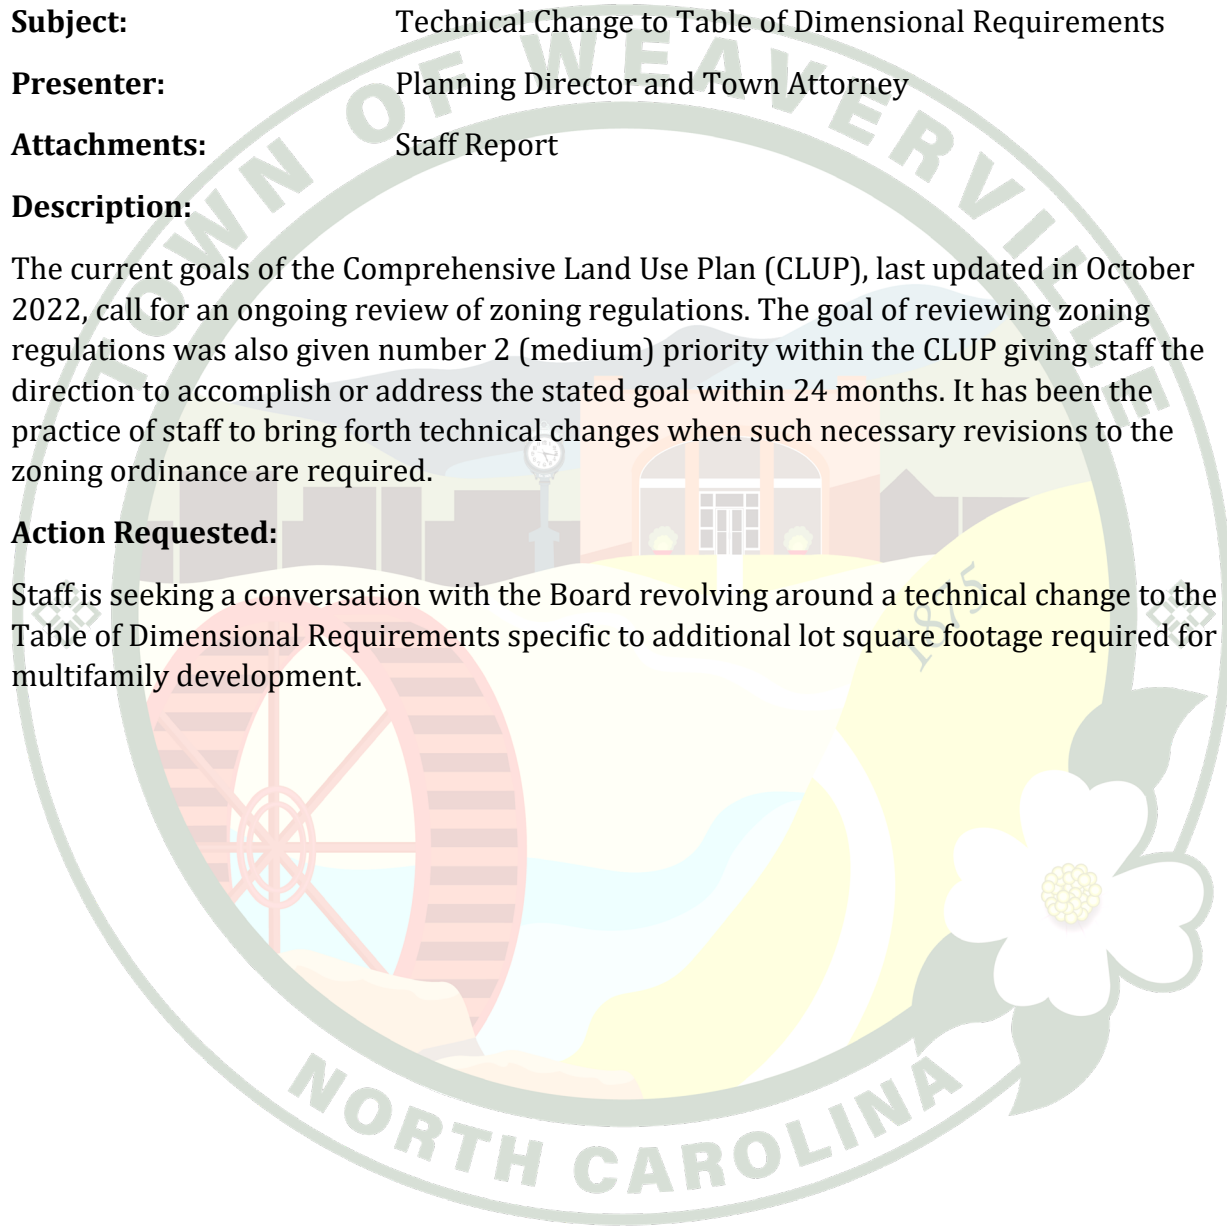 Subject: Technical Change to Table of Dimensional Requirements
Presenter: Planning Director and Town Attorney
Attachments: Staff Report
Description:
The current goals of the Comprehensive Land Use Plan (CLUP), last updated in October
2022, call for an ongoing review of zoning regulations. The goal of reviewing zoning
regulations was also given number 2 (medium) priority within the CLUP giving staff the
direction to accomplish or address the stated goal within 24 months. It has been the
practice of staff to bring forth technical changes when such necessary revisions to the
zoning ordinance are required.
Action Requested:
Staff is seeking a conversation with the Board revolving around a technical change to the
Table of Dimensional Requirements specific to additional lot square footage required for
multifamily development.
TOWN OF WEAVERVILLE
1875
NORTH CAROLINA